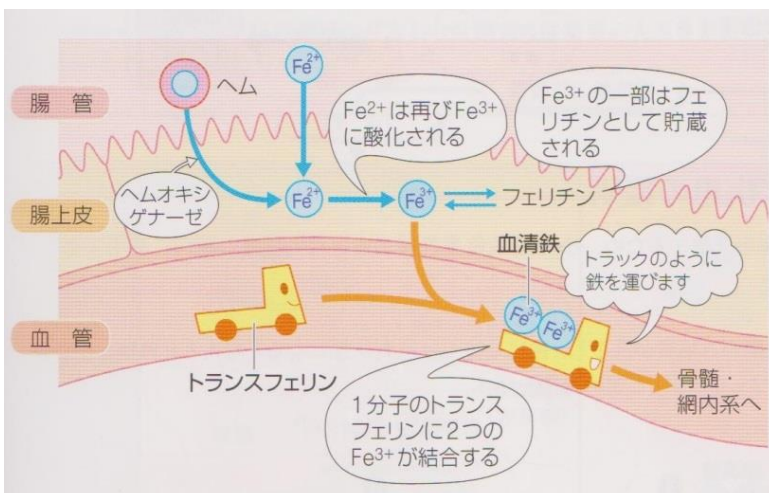 腸 管
ヘム
Fe2+
Fe2+は再びFe3+
に酸化される
Fe3+の一部はフェ
リチンとして貯蔵
される
腸上皮
ヘムオキシ
ゲナーゼ
Fe2+
Fe3+
フェリチン
血清鉄
トラックのように
鉄を運びます
血 管
トランスフェリン
Fe3+
Fe3+
1分子のトランス
フェリンに2つの
Fe3+が結合する
骨髄・
網内系へ